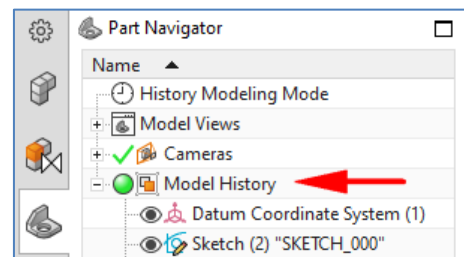 Part Navigator
Name
History Modeling Mode
Model Views
Cameras
Model History
Datum Coordinate System (1)
Sketch (2) "SKETCH_000"